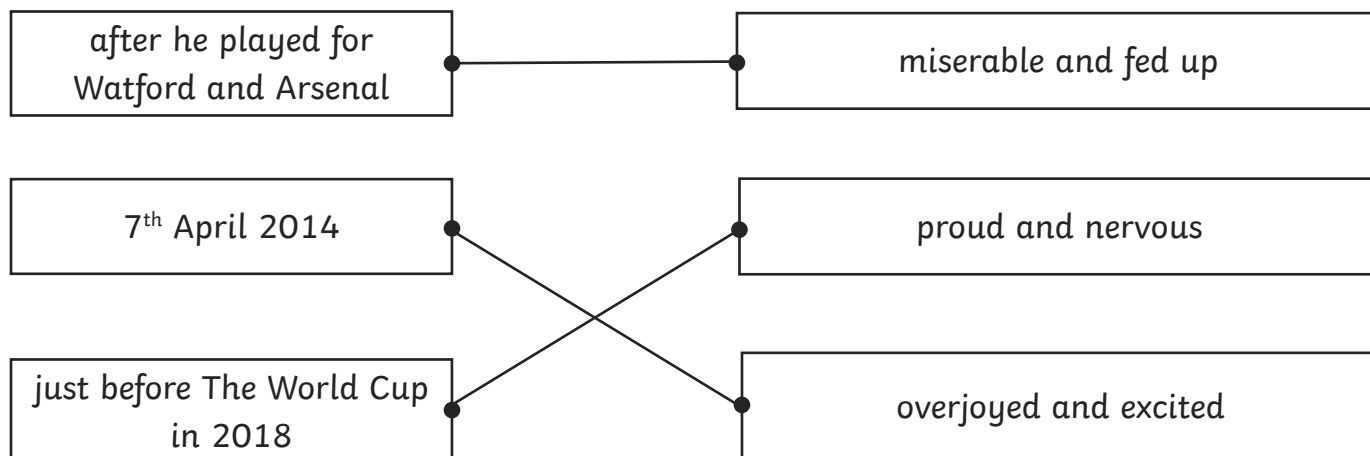 after he played for
Watford and Arsenal
miserable and fed up
7th April 2014
proud and nervous
just before The World Cup
in 2018
overjoyed and excited